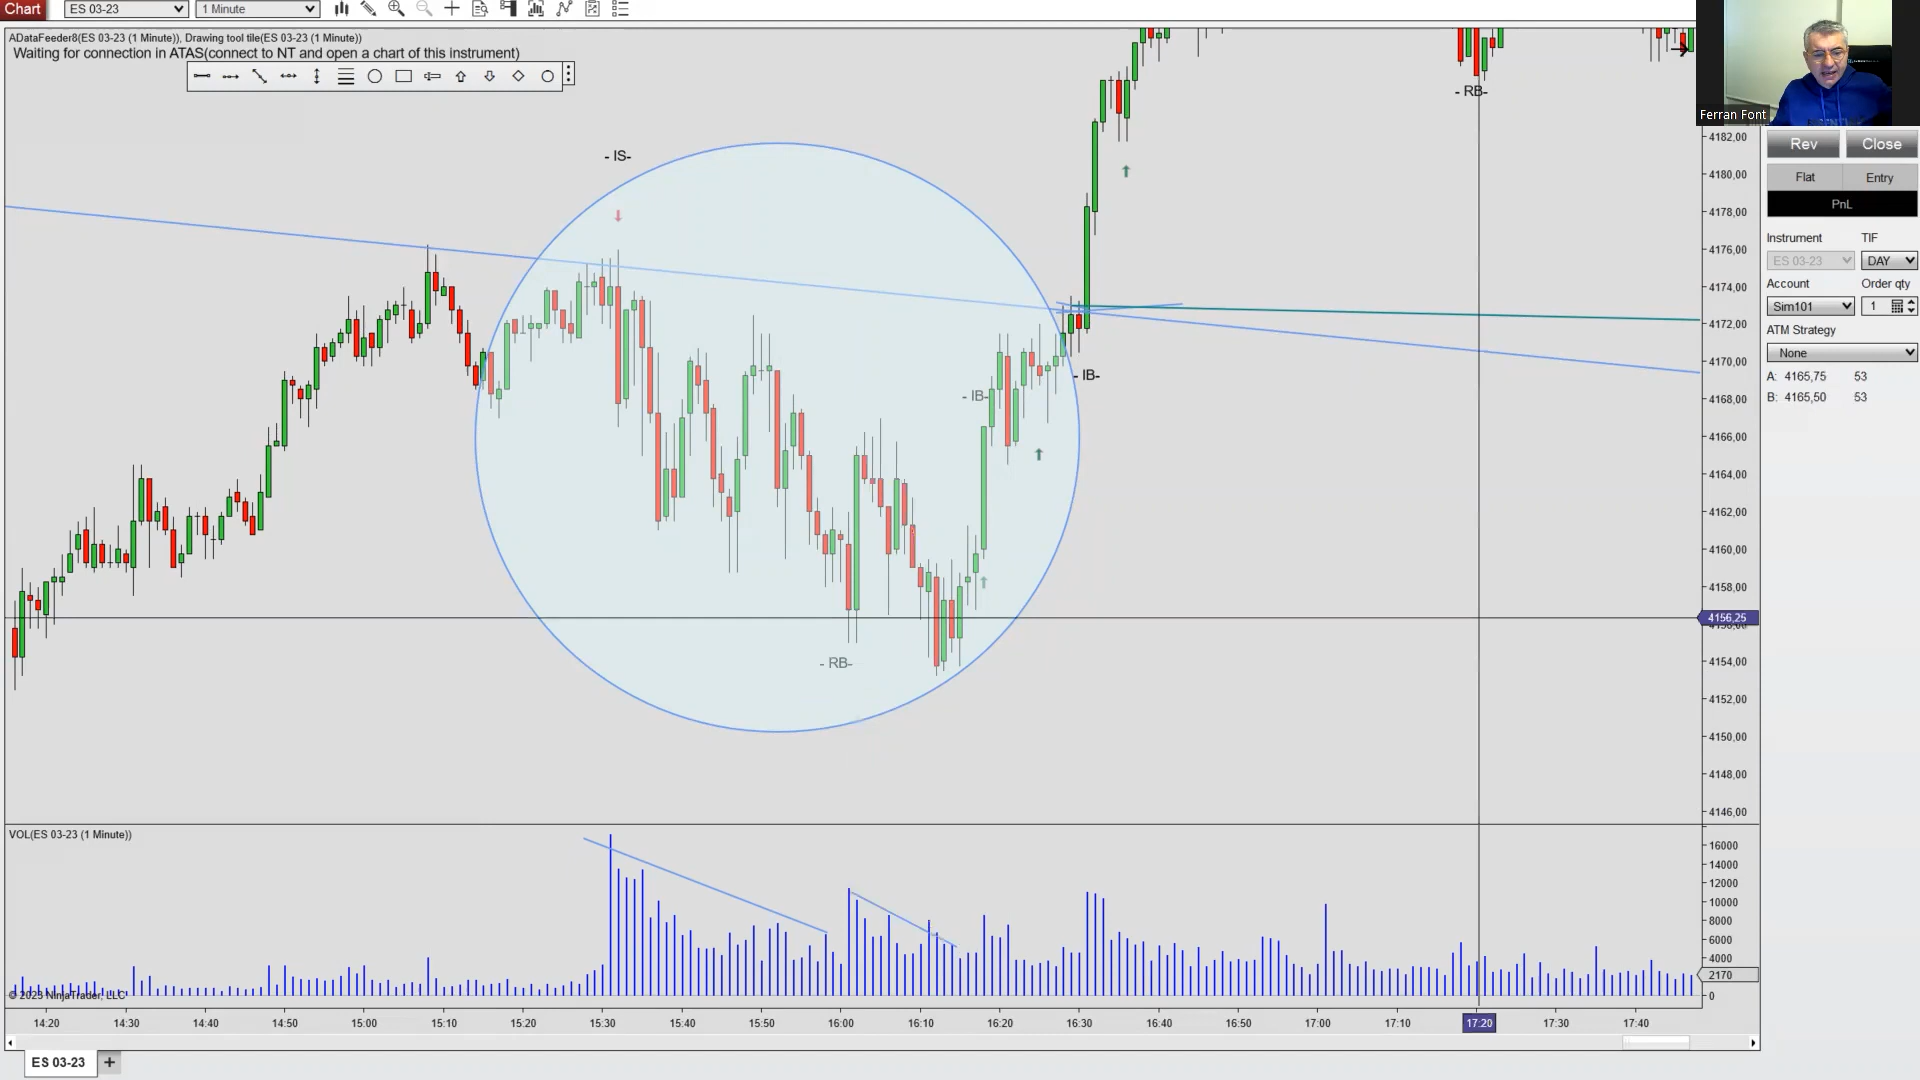 Chart
ES 03-23
1 Minute
ADataFeeder8(ES 03-23 (1 Minute)), Drawing tool tile(ES 03-23 (1 Minute))
Waiting for connection in ATAS(connect to NT and open a chart of this instrument)
- IS-
- RB-
- IB-
- IB-
- RB-
Ferran Font
4182,00
4180,00
4178,00
4176,00
4174,00
4172,00
4170,00
4168,00
4166,00
4164,00
4162,00
4160,00
4158,00
4156,25
4154,00
4152,00
4150,00
4148,00
4146,00
Rev
Close
Flat
Entry
PnL
Instrument
TIF
ES 03-23
DAY
Account
Order qty
Sim101
1
ATM Strategy
None
A: 4165,75 53
B: 4165,50 53
VOL(ES 03-23 (1 Minute))
16000
14000
12000
10000
8000
6000
4000
2170
0
© 2023 NinjaTrader, LLC
14:20 14:30 14:40 14:50 15:00 15:10 15:20 15:30 15:40 15:50 16:00 16:10 16:20 16:30 16:40 16:50 17:00 17:10 17:20 17:30 17:40
ES 03-23